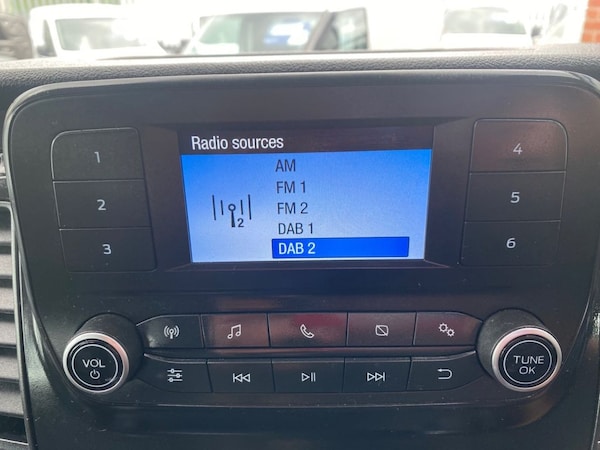 Radio sources
AM
FM 1
FM 2
DAB 1
DAB 2
2
1
2
3
4
5
6
VOL
TUNE
OK